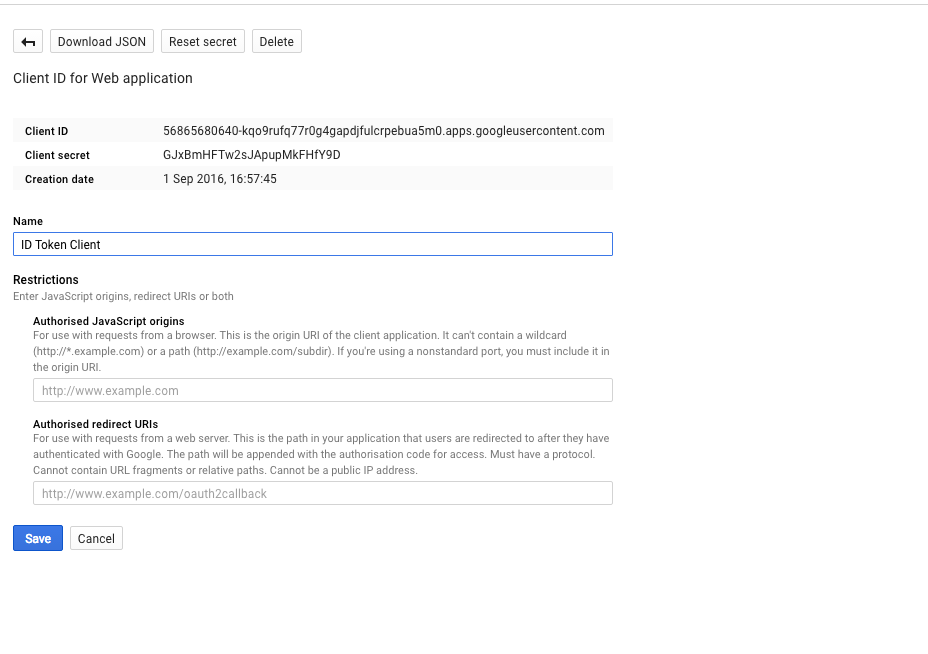 Download JSON Reset secret Delete
Client ID for Web application
Client ID 56865680640-kqo9rufq77r0g4gapdjfulcrpebua5m0.apps.googleusercontent.com
Client secret GJxBmHFTw2sJApupMkFHfY9D
Creation date 1 Sep 2016, 16:57:45
Name
ID Token Client
Restrictions
Enter JavaScript origins, redirect URIs or both
Authorised JavaScript origins
For use with requests from a browser. This is the origin URI of the client application. It can't contain a wildcard
(http://*.example.com) or a path (http://example.com/subdir). If you're using a nonstandard port, you must include it in
the origin URI.
http://www.example.com
Authorised redirect URIs
For use with requests from a web server. This is the path in your application that users are redirected to after they have
authenticated with Google. The path will be appended with the authorisation code for access. Must have a protocol.
Cannot contain URL fragments or relative paths. Cannot be a public IP address.
http://www.example.com/oauth2callback
Save Cancel